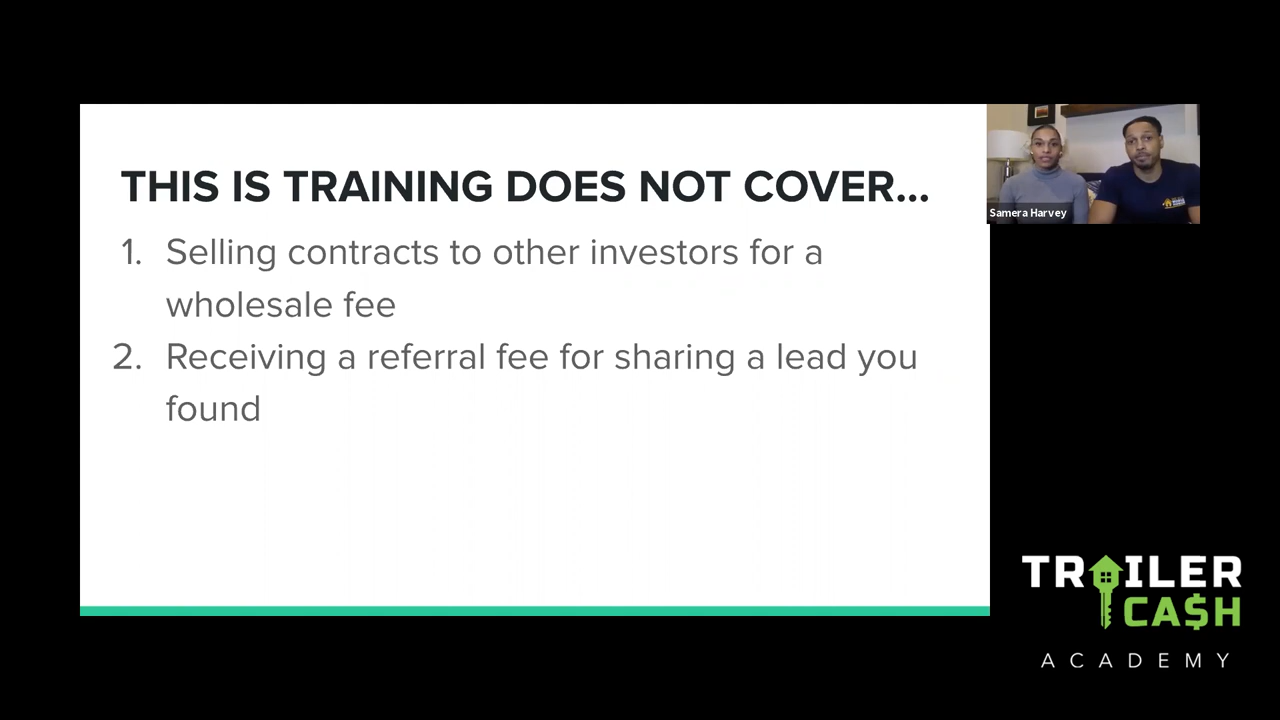 THIS IS TRAINING DOES NOT COVER...
1. Selling contracts to other investors for a
wholesale fee
2. Receiving a referral fee for sharing a lead you
found
Samera Harvey
TRAILER
CA$H
ACADEMY